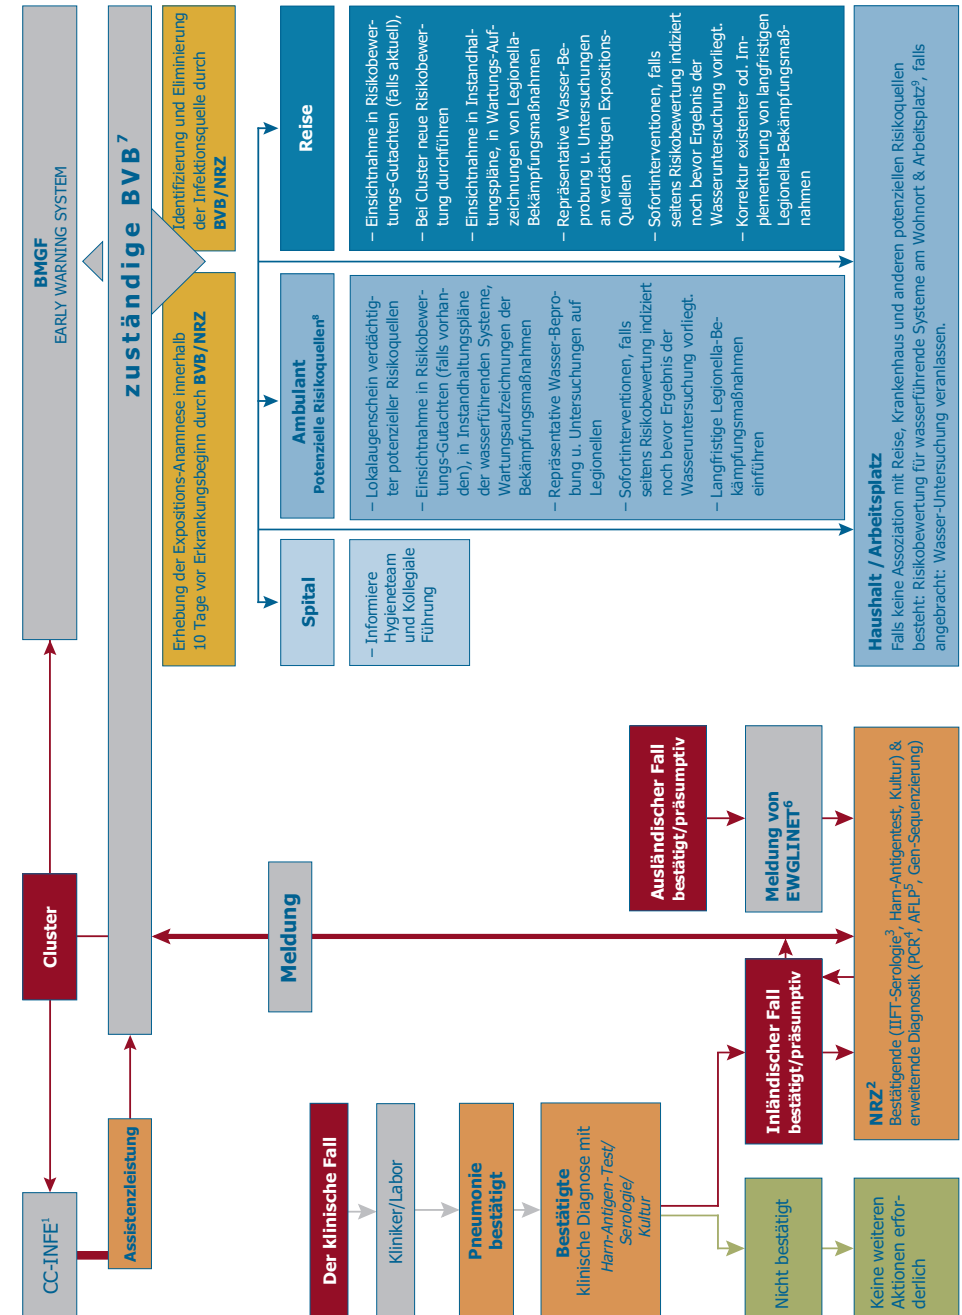 CC-INFE1
Cluster
BMGF
EARLY WARNING SYSTEM
Assistenzleistung
zuständige BVB7
Erhebung der Expositions-Anamnese innerhalb
10 Tage vor Erkrankungsbeginn durch BVB/NRZ
Identifizierung und Eliminierung
der Infektionsquelle durch
BVB/NRZ
Der klinische Fall
Kliniker/Labor
Pneumonie
bestätigt
Bestätigte
klinische Diagnose mit
Harn-Antigen-Test/
Serologie/
Kultur
Nicht bestätigt
Keine weiteren
Aktionen erfor-
derlich
Meldung
Inländischer Fall
bestätigt/präsumptiv
Ausländischer Fall
bestätigt/präsumptiv
Meldung von
EWGLINET6
NRZ2
Bestätigende (IIFT-Serologie3, Harn-Antigentest, Kultur) &
erweiternde Diagnostik (PCR4, AFLP5, Gen-Sequenzierung)
Spital
– Informiere
Hygieneteam
und Kollegiale
Führung
Ambulant
Potenzielle Risikoquellen8
– Lokalaugenschein verdächtig-
ter potenzieller Risikoquellen
– Einsichtnahme in Risikobewer-
tungs-Gutachten (falls vorhan-
den), in Instandhaltungspläne
der wasserführenden Systeme,
Wartungsaufzeichnungen der
Bekämpfungsmaßnahmen
– Repräsentative Wasser-Bepro-
bung u. Untersuchungen auf
Legionellen
– Sofortinterventionen, falls
seitens Risikobewertung indiziert
noch bevor Ergebnis der
Wasseruntersuchung vorliegt.
– Langfristige Legionella-Be-
kämpfungsmaßnahmen
einführen
Reise
– Einsichtnahme in Risikobewer-
tungs-Gutachten (falls aktuell),
– Bei Cluster neue Risikobewer-
tung durchführen
– Einsichtnahme in Instandhal-
tungspläne, in Wartungs-Auf-
zeichnungen von Legionella-
Bekämpfungsmaßnahmen
– Repräsentative Wasser-Be-
probung u. Untersuchungen
an verdächtigen Expositions-
Quellen
– Sofortinterventionen, falls
seitens Risikobewertung indiziert
noch bevor Ergebnis der
Wasseruntersuchung vorliegt.
– Korrektur existenter od. Im-
plementierung von langfristigen
Legionella-Bekämpfungsmaß-
nahmen
Haushalt / Arbeitsplatz
Falls keine Assoziation mit Reise, Krankenhaus und anderen potenziellen Risikoquellen
besteht: Risikobewertung für wasserführende Systeme am Wohnort & Arbeitsplatz9, falls
angebracht: Wasser-Untersuchung veranlassen.